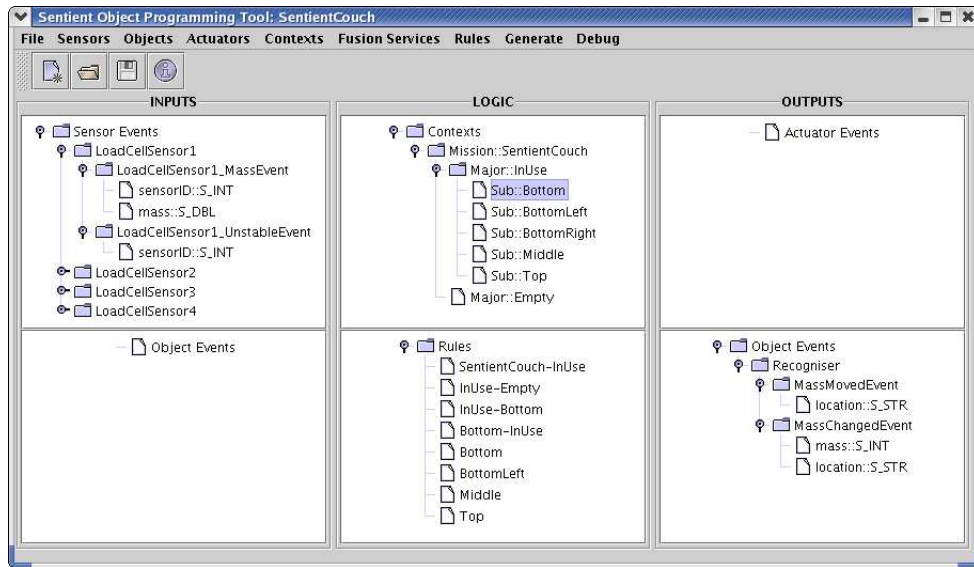 Sentient Object Programming Tool: SentientCouch
File Sensors Objects Actuators Contexts Fusion Services Rules Generate Debug
INPUTS
Sensor Events
LoadCellSensor1
LoadCellSensor1_MassEvent
sensorID::S_INT
mass::S_DBL
LoadCellSensor1_UnstableEvent
sensorID::S_INT
LoadCellSensor2
LoadCellSensor3
LoadCellSensor4
Object Events
LOGIC
Contexts
Mission::SentientCouch
Major::InUse
Sub::Bottom
Sub::BottomLeft
Sub::BottomRight
Sub::Middle
Sub::Top
Major::Empty
Rules
SentientCouch-InUse
InUse-Empty
InUse-Bottom
Bottom-InUse
Bottom
BottomLeft
Middle
Top
OUTPUTS
Actuator Events
Object Events
Recogniser
MassMovedEvent
location::S_STR
MassChangedEvent
mass::S_INT
location::S_STR